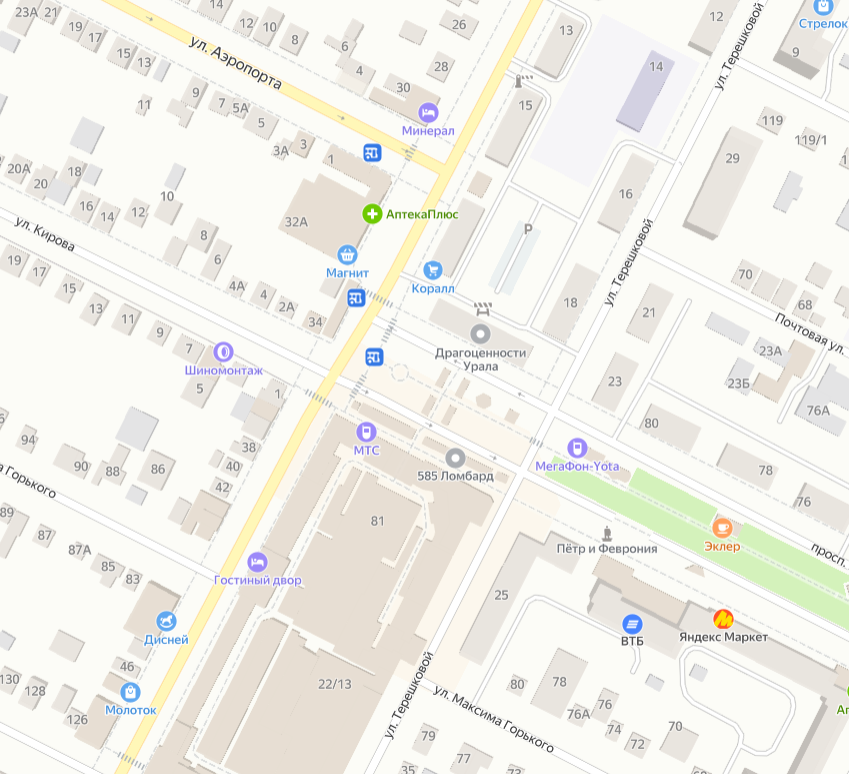 23А
21
19
17
15
13
14
12
10
8
6
4
26
28
30
13
12
ул. Терешковой
Стрелок
9
ул. Аэропорта
14
11
9
7
5А
5
3А
3
1
Минерал
15
119
119/1
29
20А
20
18
16
14
12
10
8
6
32А
АптекаПлюс
16
P
ул. Кирова
ул. Терешковой
19
17
15
13
11
9
7
4А
4
2А
34
Магнит
Коралл
18
70
68
21
Почтовая ул.
Шиномонтаж
5
1
Драгоценности
Урала
23
23А
23Б
76А
80
94
90
88
86
38
40
42
МТС
585 Ломбард
МегаФон-Yota
78
76
а Горького
89
87
87А
85
83
81
Пётр и Феврония
Эклер
просп.
Гостиный двор
25
Дисней
ВТБ
Яндекс Маркет
46
130
128
126
Молоток
22/13
ул. Терешковой
ул. Максима Горького
80
78
76А
76
74
72
70
79
77
35
73
Ап